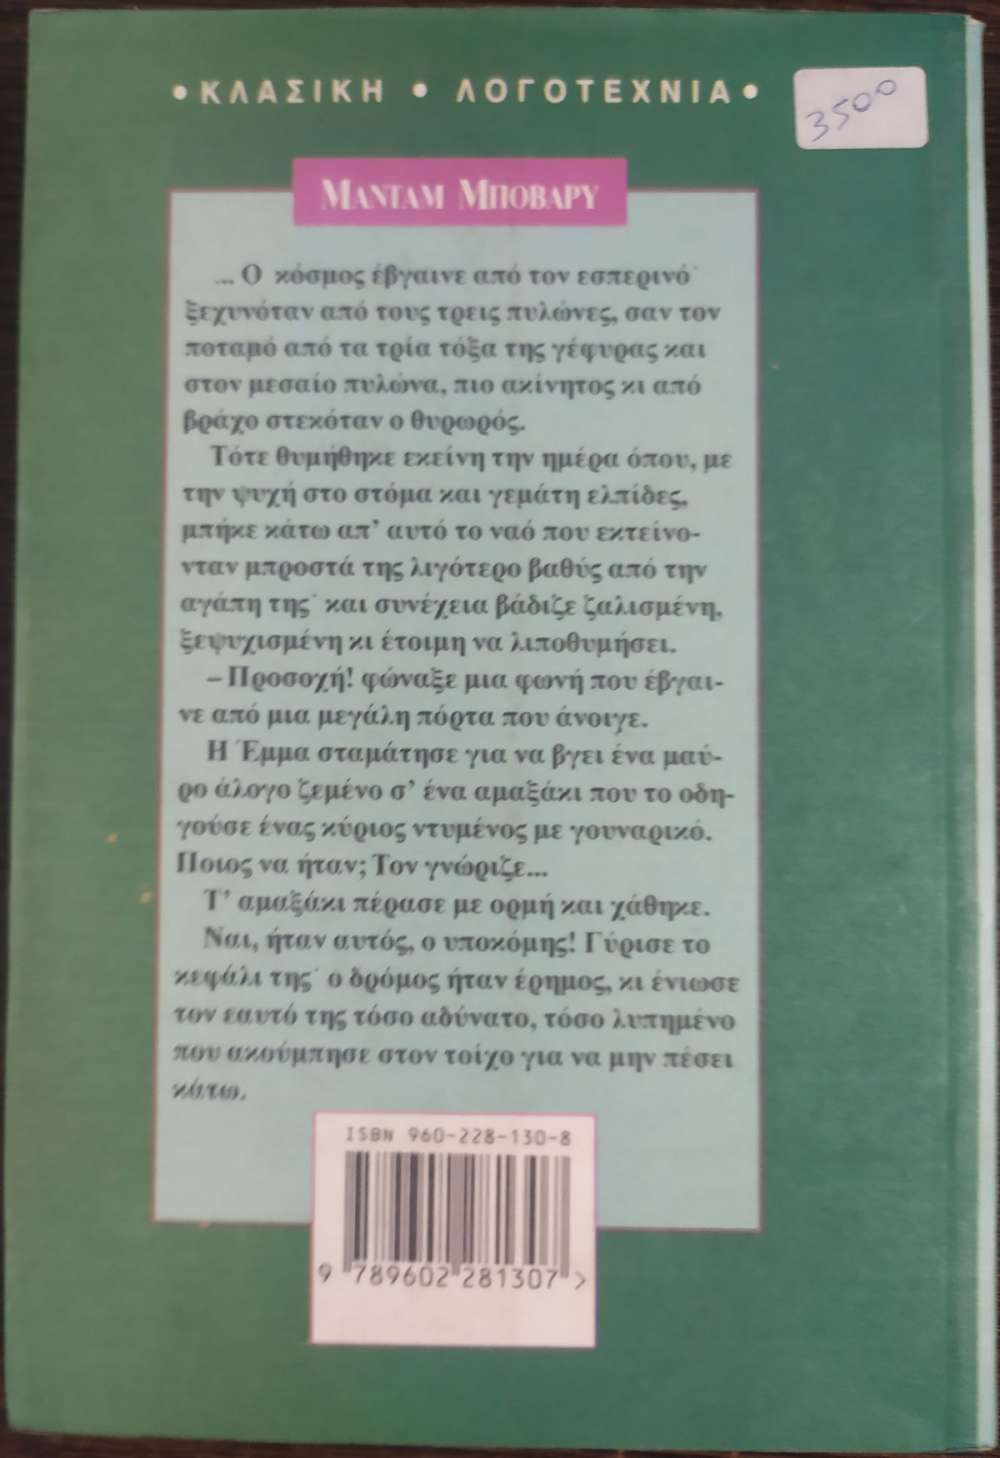 • ΚΛΑΣΙΚΗ • ΛΟΓΟΤΕΧΝΙΑ •
3500
ΜΑΝΤΑΜ ΜΠΟΒΑΡΥ
... Ο κόσμος έβγαινε από τον εσπερινό·
ξεχυνόταν από τους τρεις πυλώνες, σαν τον
ποταμό από τα τρία τόξα της γέφυρας και
στον μεσαίο πυλώνα, πιο ακίνητος κι από
βράχο στεκόταν ο θυρωρός.
Τότε θυμήθηκε εκείνη την ημέρα όπου, με
την ψυχή στο στόμα και γεμάτη ελπίδες,
μπήκε κάτω απ’ αυτό το ναό που εκτείνο-
νταν μπροστά της λιγότερο βαθύς από την
αγάπη της· και συνέχεια βάδιζε ζαλισμένη,
ξεψυχισμένη κι έτοιμη να λιποθυμήσει.
– Προσοχή! φώναξε μια φωνή που έβγαι-
νε από μια μεγάλη πόρτα που άνοιγε.
Η Έμμα σταμάτησε για να βγει ένα μαύ-
ρο άλογο ζεμένο σ’ ένα αμαξάκι που το οδη-
γούσε ένας κύριος ντυμένος με γουναρικό.
Ποιος να ήταν; Τον γνώριζε...
Τ’ αμαξάκι πέρασε με ορμή και χάθηκε.
Ναι, ήταν αυτός, ο υποκόμης! Γύρισε το
κεφάλι της· ο δρόμος ήταν έρημος, κι ένιωσε
τον εαυτό της τόσο αδύνατο, τόσο λυπημένο
που ακούμπησε στον τοίχο για να μην πέσει
κάτω.
ISBN 960-228-130-8
9 789602 281307 >